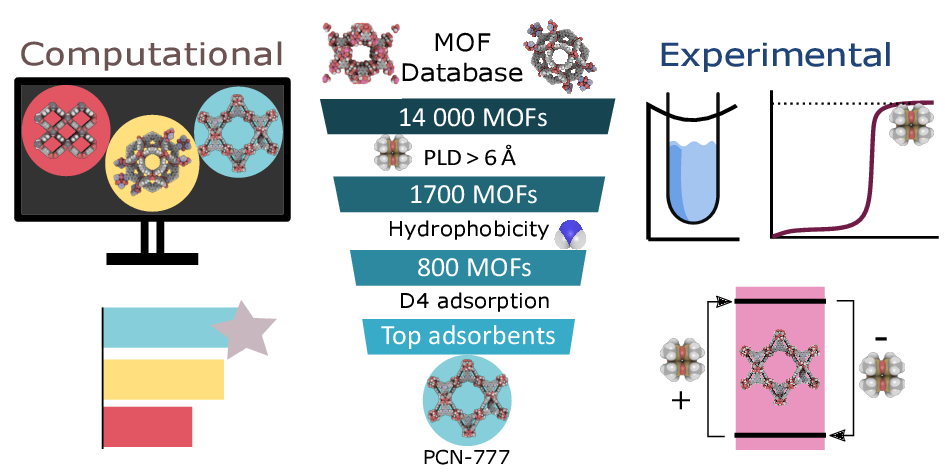 Computational
MOF
Database
Experimental
14 000 MOFs
PLD > 6 Å
1700 MOFs
Hydrophobicity
800 MOFs
D4 adsorption
Top adsorbents
PCN-777
+
-